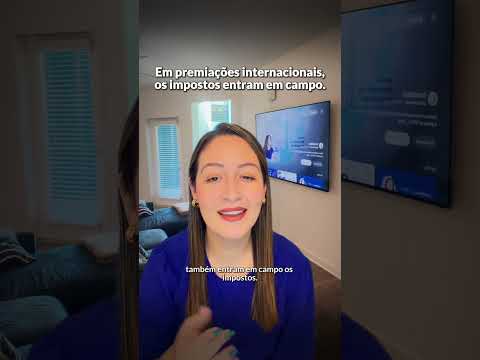 Em premiações internacionais,
os impostos entram em campo.
também entram em campo os
impostos.